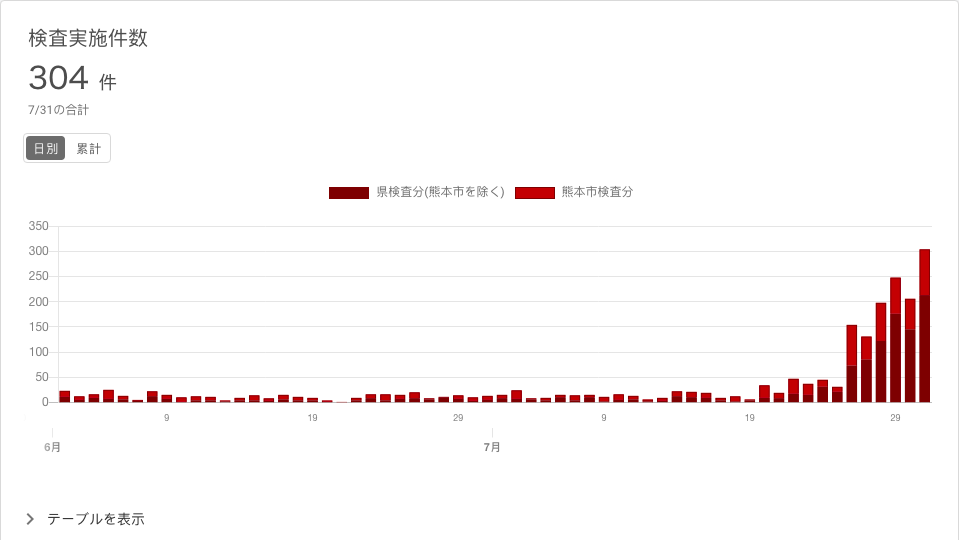 検査実施件数
304 件
7/31の合計
日別 累計
県検査分(熊本市を除く) 熊本市検査分
350
300
250
200
150
100
50
0
9 19 29 9 19 29
6月 7月
テーブルを表示